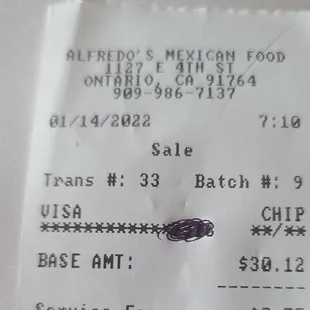 ALFREDO'S MEXICAN FOOD
1127 E 4TH ST
ONTARIO, CA 91764
909-986-7137
01/14/2022 7:10
Sale
Trans #: 33 Batch #: 9
VISA CHIP
************ **/**
BASE AMT: $30.12
--------